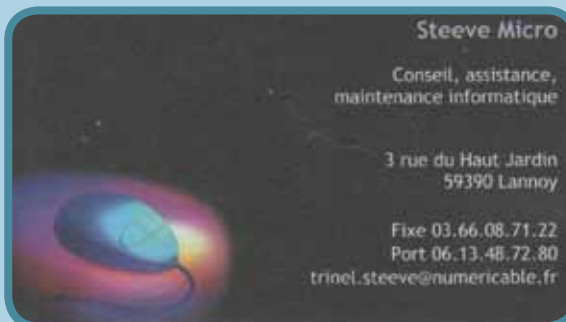 Steeve Micro
Conseil, assistance,
maintenance informatique
3 rue du Haut Jardin
59390 Lannoy
Fixe 03.66.08.71.22
Port 06.13.48.72.80
trinel.steeve@numericable.fr